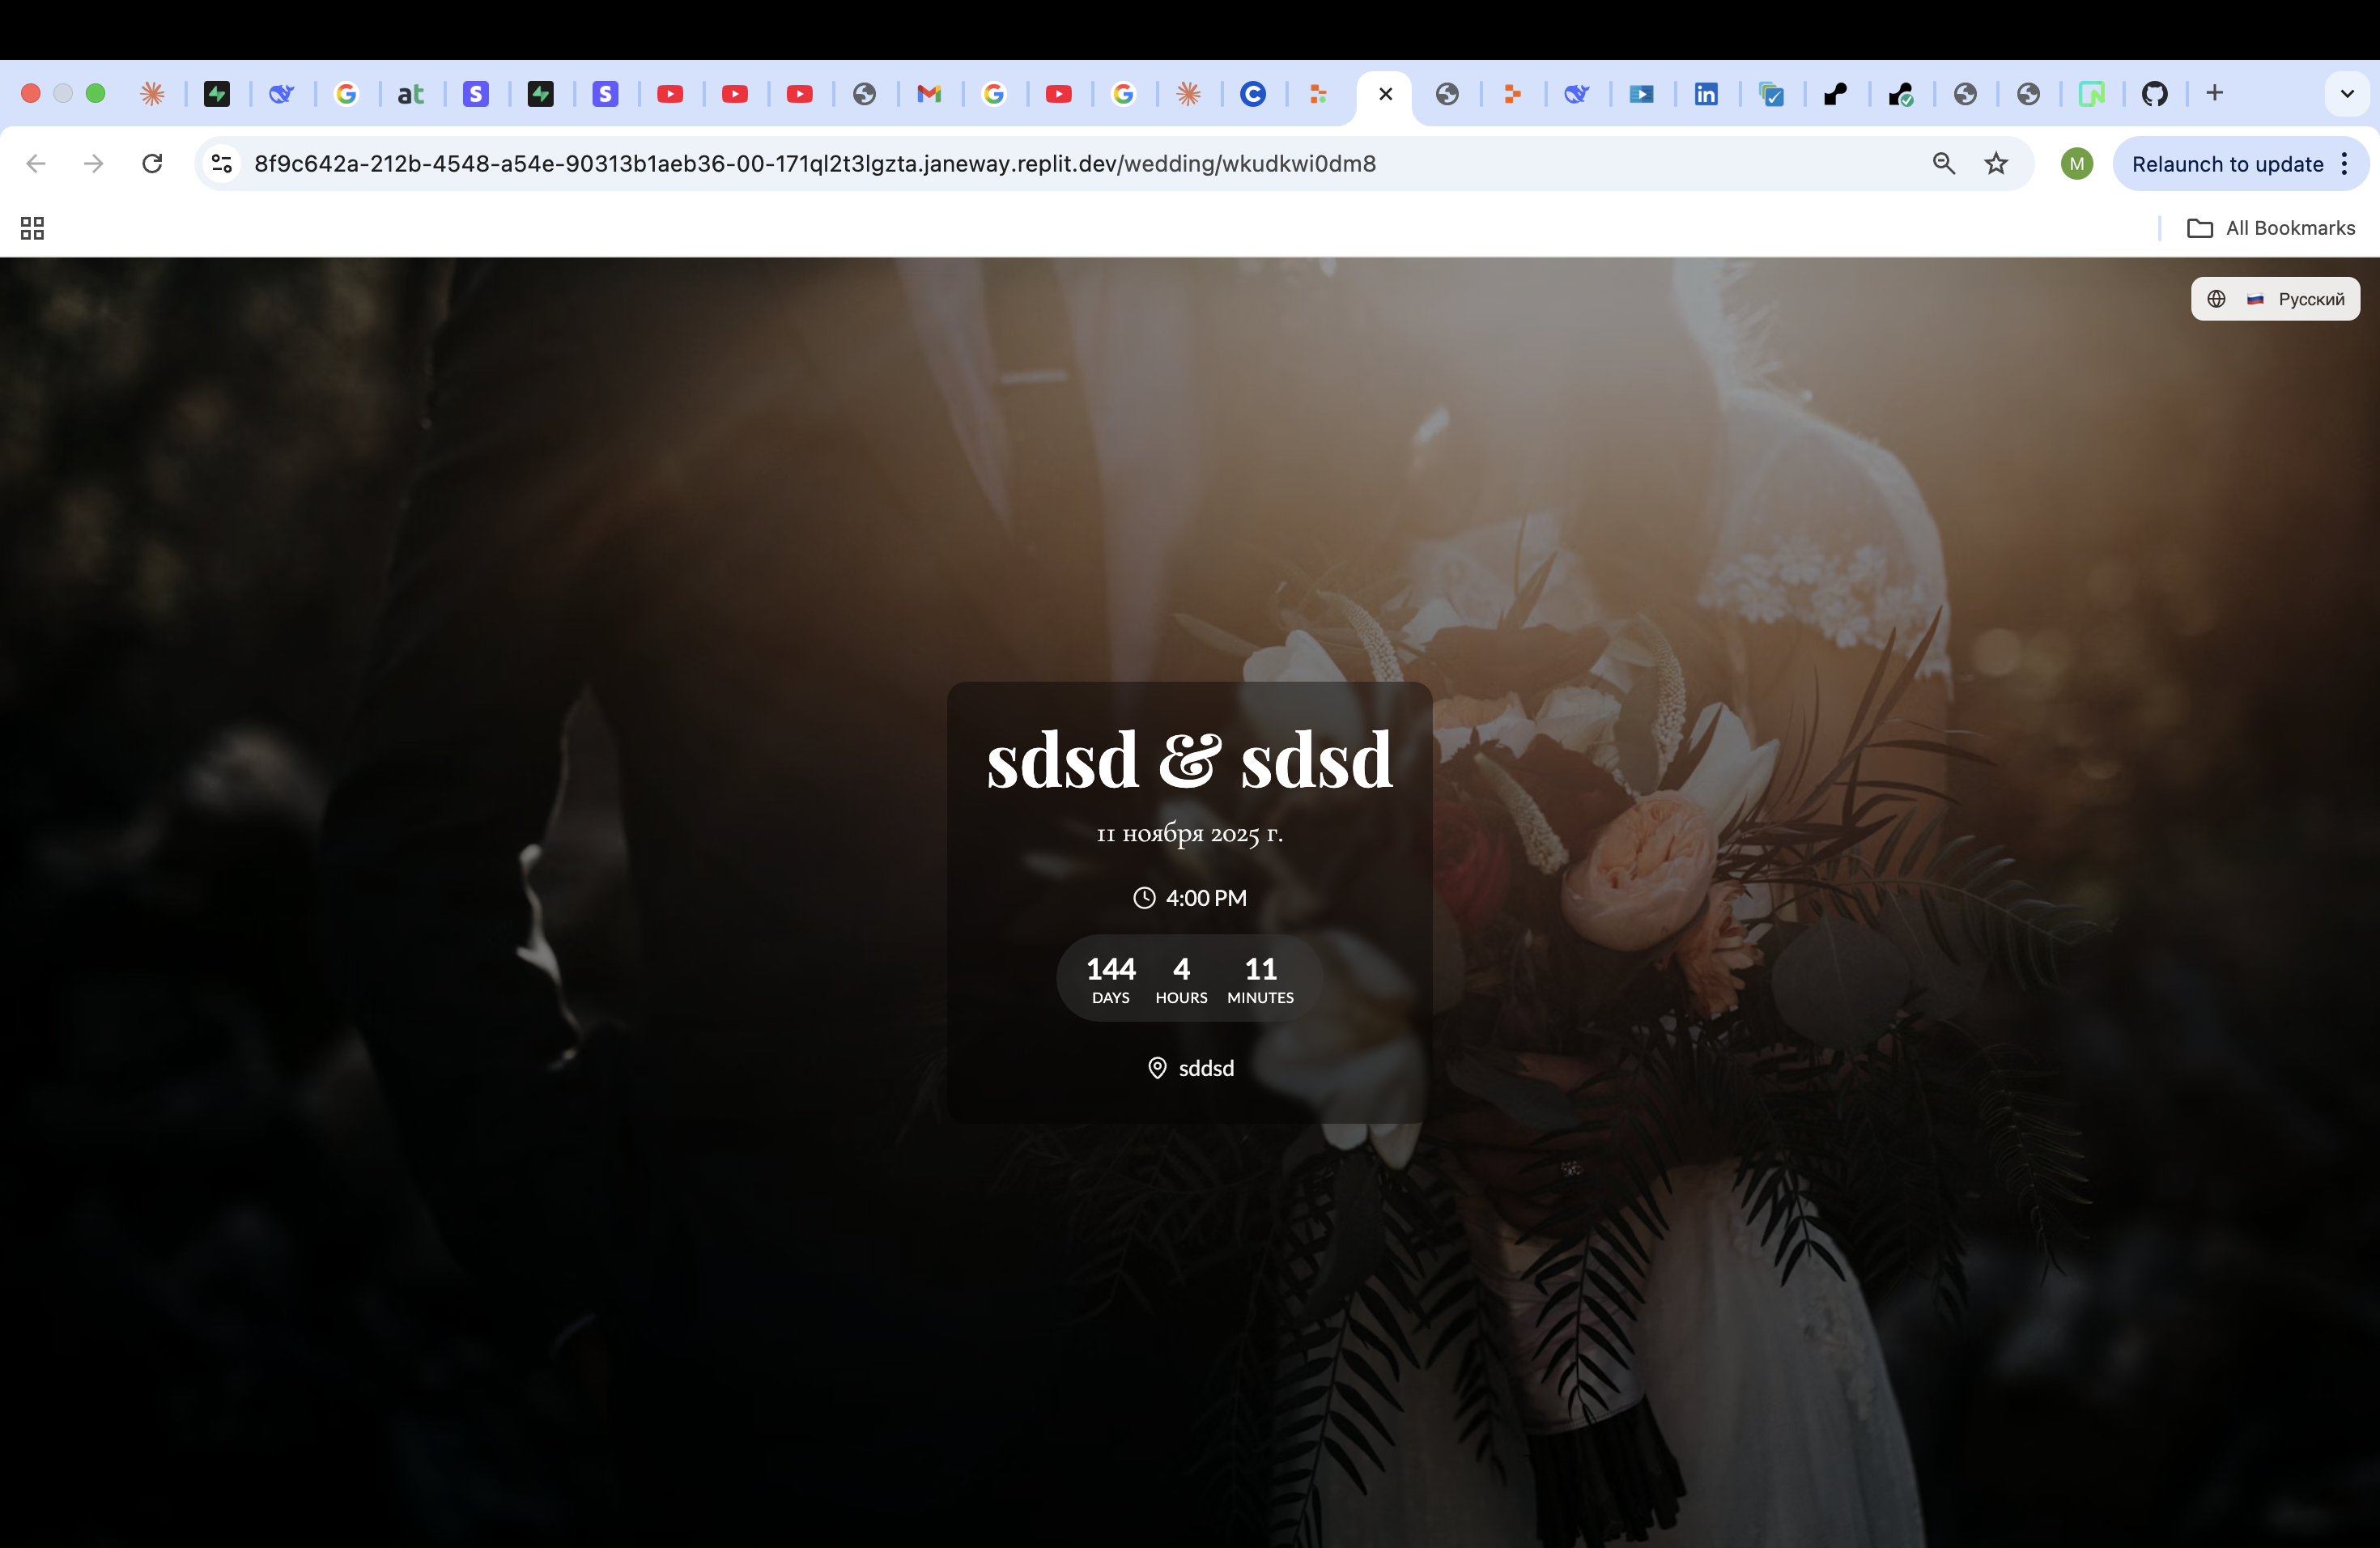 at
S
S
C
in
N
8f9c642a-212b-4548-a54e-90313b1aeb36-00-171ql2t3lgzta.janeway.replit.dev/wedding/wkudkwi0dm8
M
Relaunch to update
All Bookmarks
Русский
sdsd & sdsd
11 ноября 2025 г.
4:00 PM
144 4 11
DAYS HOURS MINUTES
sddsd